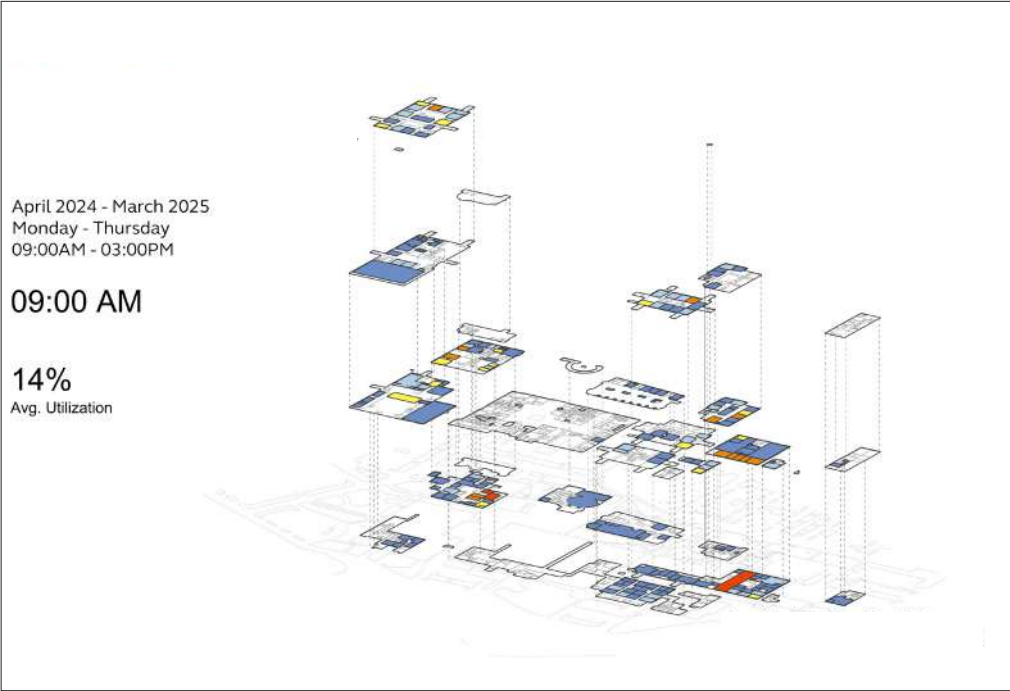 April 2024 - March 2025
Monday - Thursday
09:00AM - 03:00PM
09:00 AM
14%
Avg. Utilization